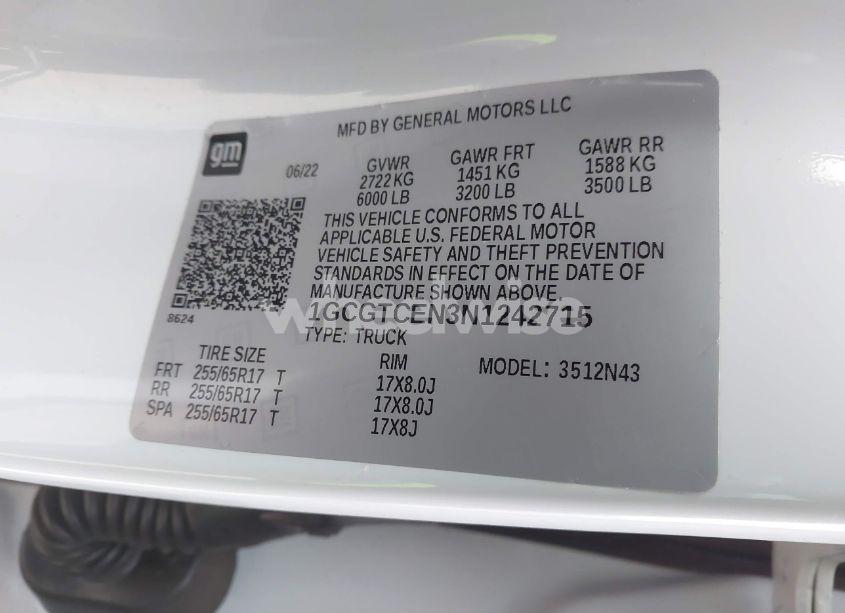 MFD BY GENERAL MOTORS LLC
gm
06/22 GVWR GAWR FRT GAWR RR
2722 KG 1451 KG 1588 KG
6000 LB 3200 LB 3500 LB
THIS VEHICLE CONFORMS TO ALL
APPLICABLE U.S. FEDERAL MOTOR
VEHICLE SAFETY AND THEFT PREVENTION
STANDARDS IN EFFECT ON THE DATE OF
MANUFACTURE SHOWN ABOVE
8624
1GCGTCEN3N1242715
wheelwise
TYPE: TRUCK
TIRE SIZE RIM MODEL: 3512N43
FRT 255/65R17 T 17X8.0J
RR 255/65R17 T 17X8.0J
SPA 255/65R17 T 17X8J